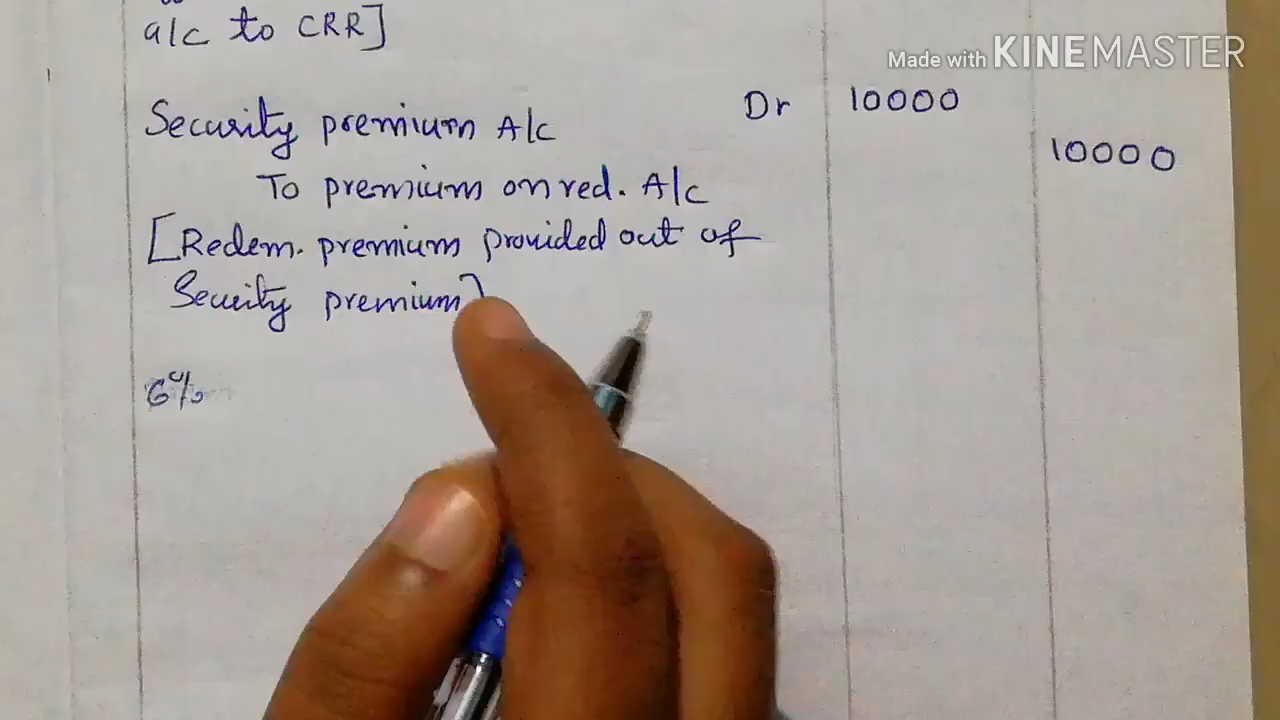 a/c to CRR]
Made with KINEMASTER
Security premium A/c Dr 10000
To premium on red. A/c 10000
[Redem. premium provided out of
Security premium]
6%